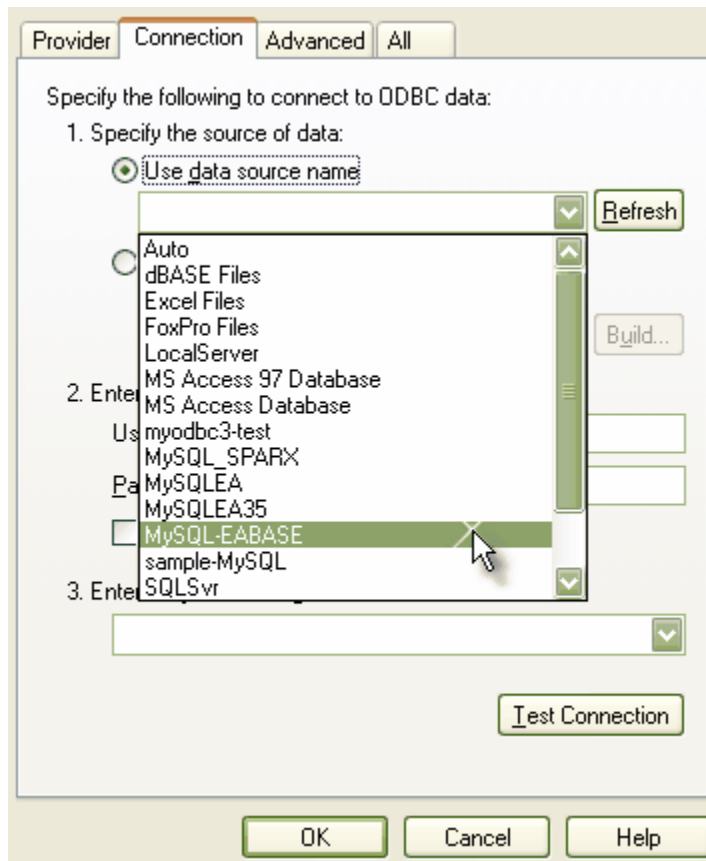 Provider Connection Advanced All
Specify the following to connect to ODBC data:
1. Specify the source of data:
Use data source name
Refresh
Auto
dBASE Files
Excel Files
FoxPro Files
LocalServer
Build...
MS Access 97 Database
2. Ente
MS Access Database
Us
myodbc3-test
MySQL_SPARX
Pa
MySQLEA
MySQLEA35
MySQL-EABASE
sample-MySQL
3. Ente
SQLSvr
Test Connection
OK Cancel Help